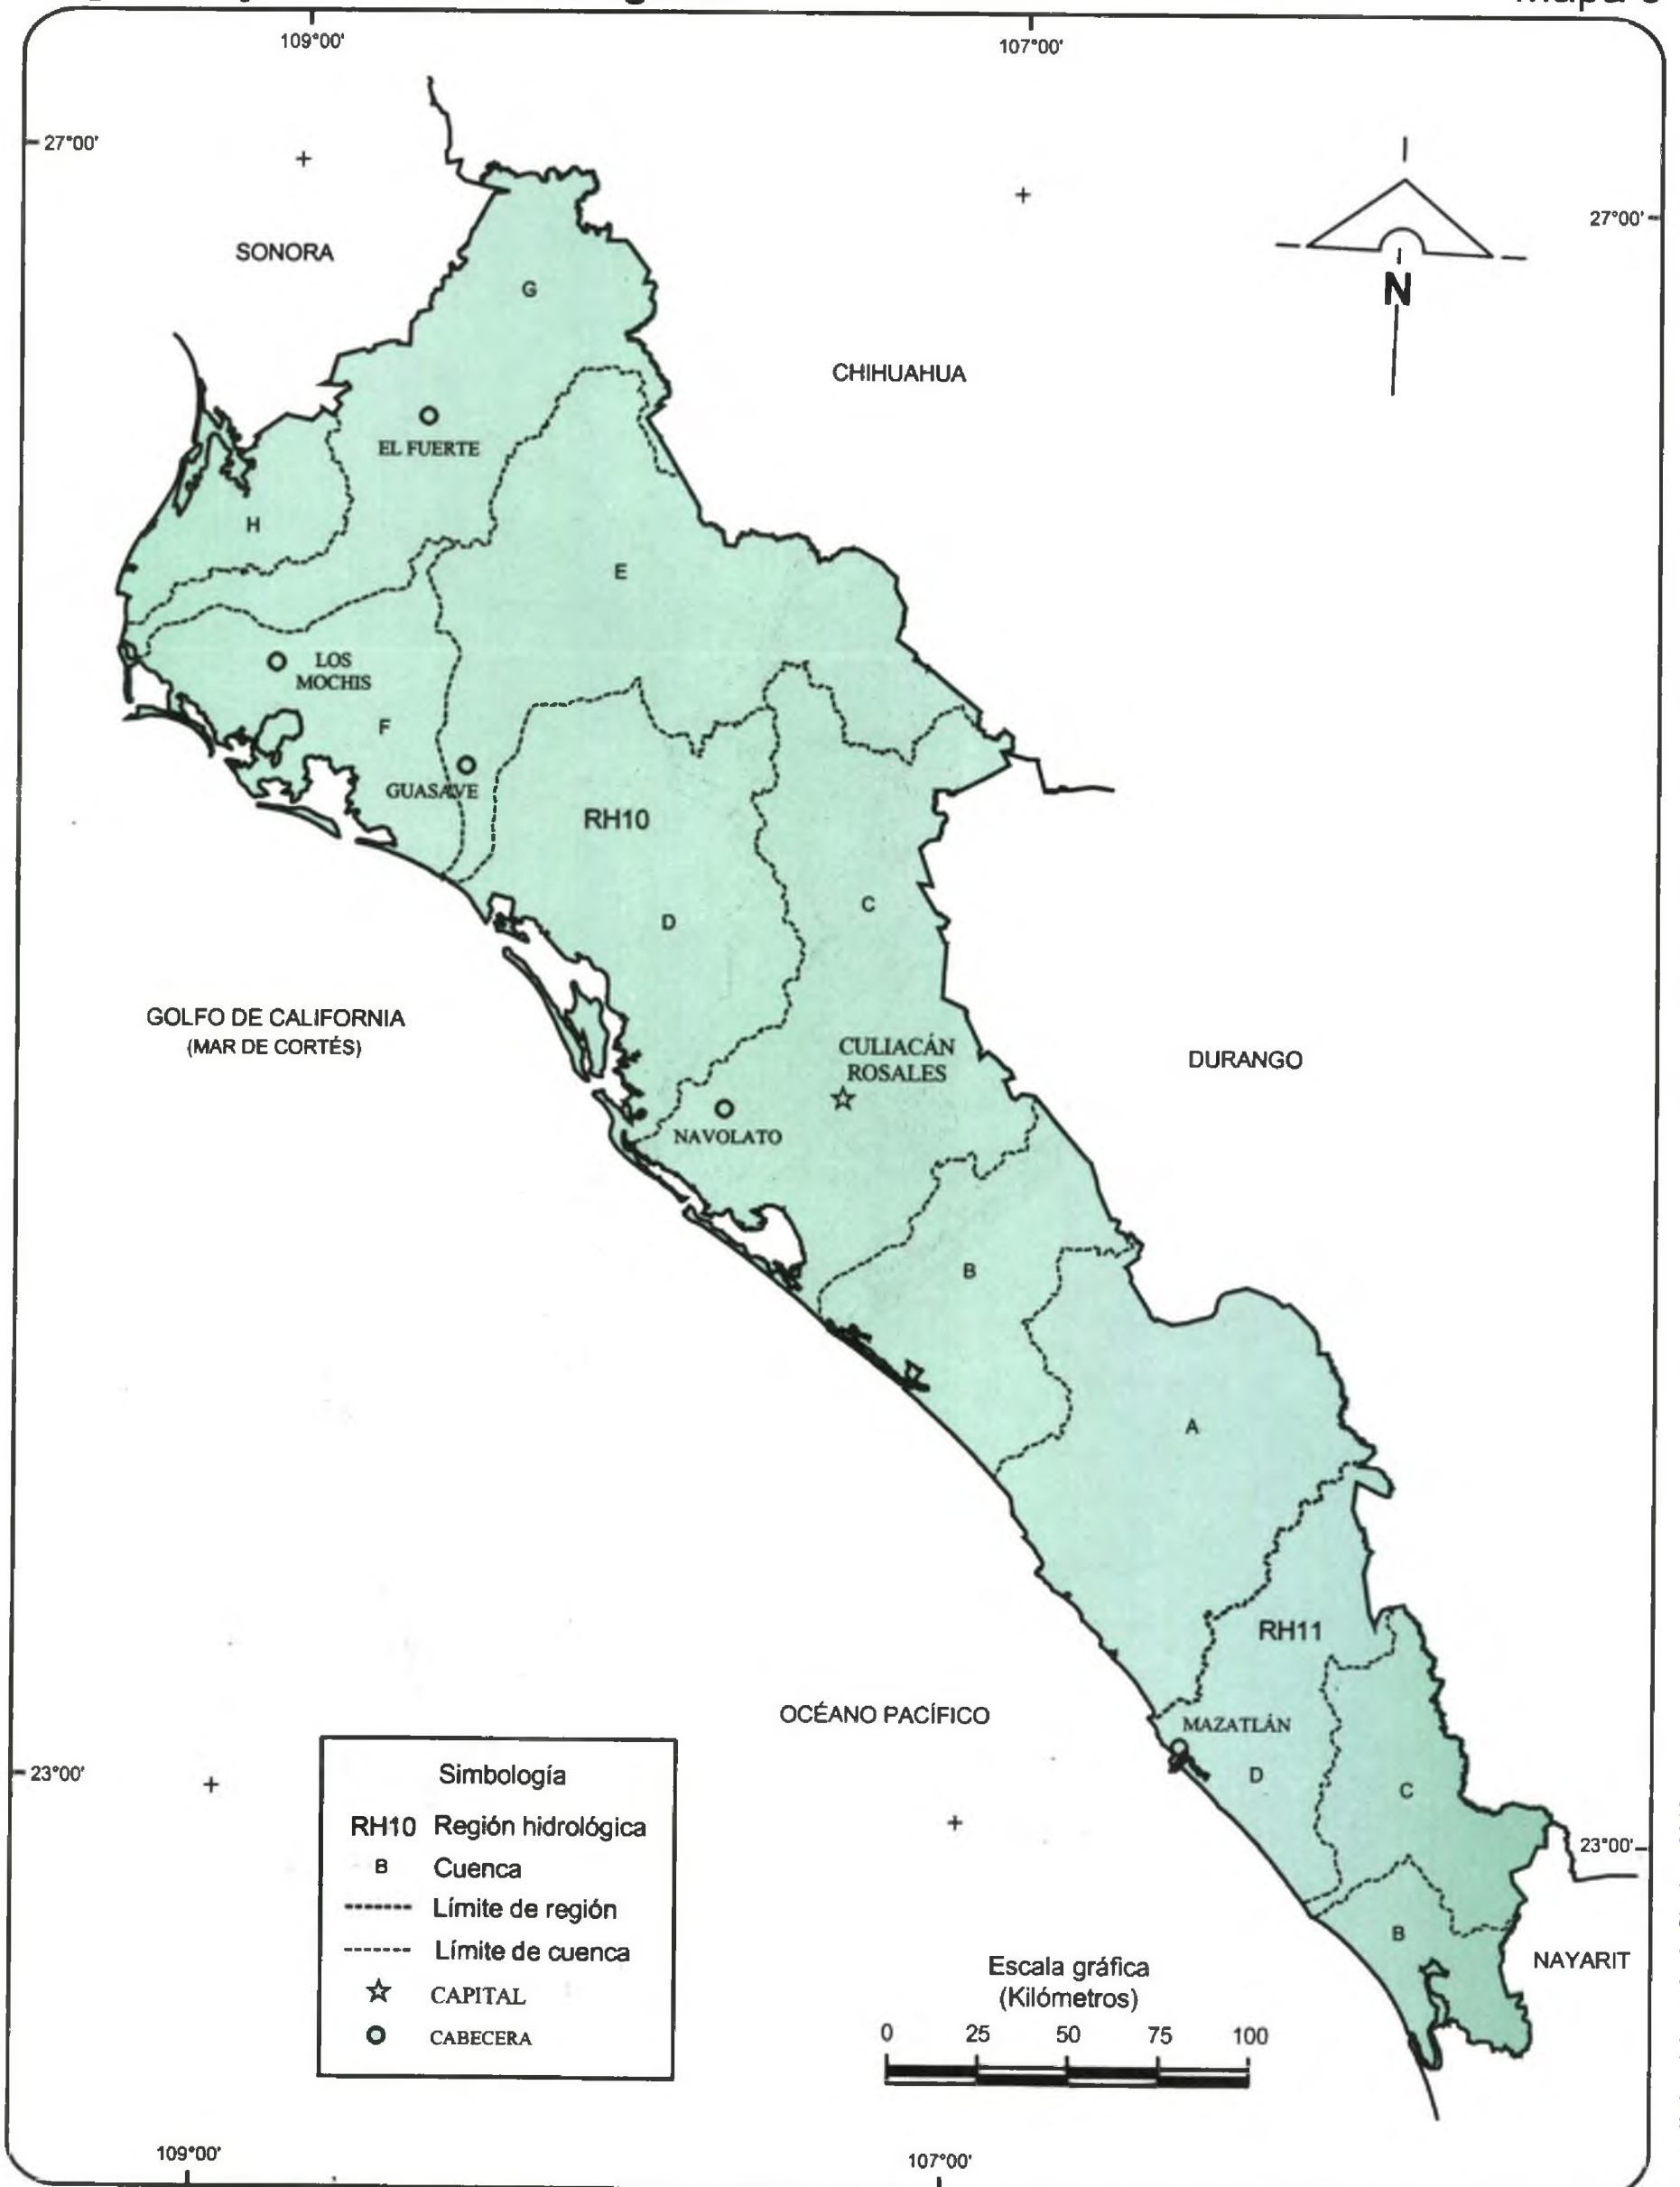 109°00'
107°00'
27°00'
27°00'
SONORA
N
G
CHIHUAHUA
EL FUERTE
H
E
LOS
MOCHIS
F
GUASAVE
RH10
C
D
GOLFO DE CALIFORNIA
(MAR DE CORTÉS)
CULIACÁN
ROSALES
DURANGO
NAVOLATO
B
A
RH11
OCÉANO PACÍFICO
MAZATLÁN
D
C
23°00'
23°00'
B
NAYARIT
Simbología
RH10 Región hidrológica
B Cuenca
Límite de región
Límite de cuenca
CAPITAL
CABECERA
Escala gráfica
(Kilómetros)
0 25 50 75 100
109°00'
107°00'